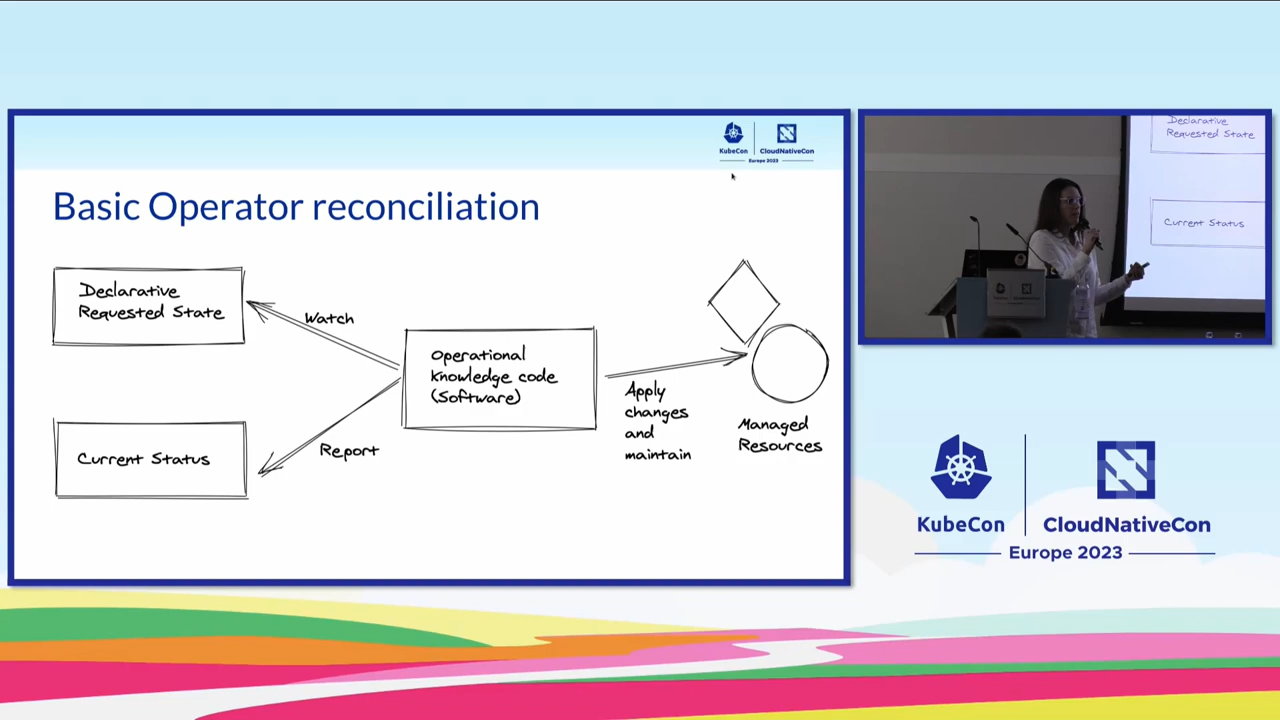 KubeCon
CloudNativeCon
Europe 2023
Basic Operator reconciliation
Declarative
Requested State
Watch
Operational
Knowledge code
(Software)
Apply
changes
and
maintain
Managed
Resources
Current Status
Report
Declarative
Requested State
Current Status
KubeCon
CloudNativeCon
Europe 2023